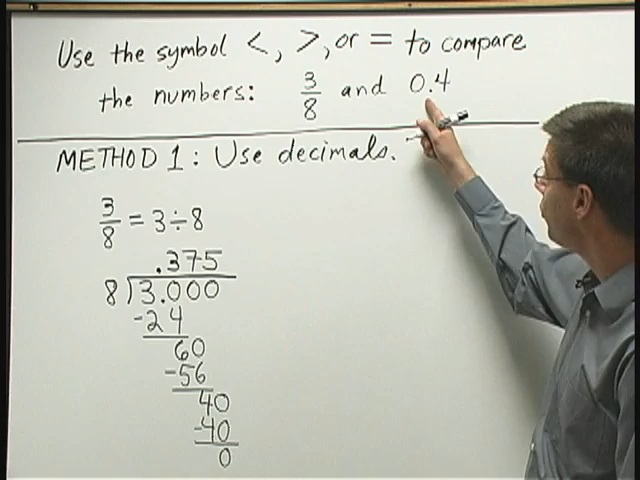 Use the symbol <, >, or = to compare
the numbers: 3/8 and 0.4
METHOD 1: Use decimals.
3/8 = 3÷8
.375
8)3.000
-24
60
-56
40
-40
0